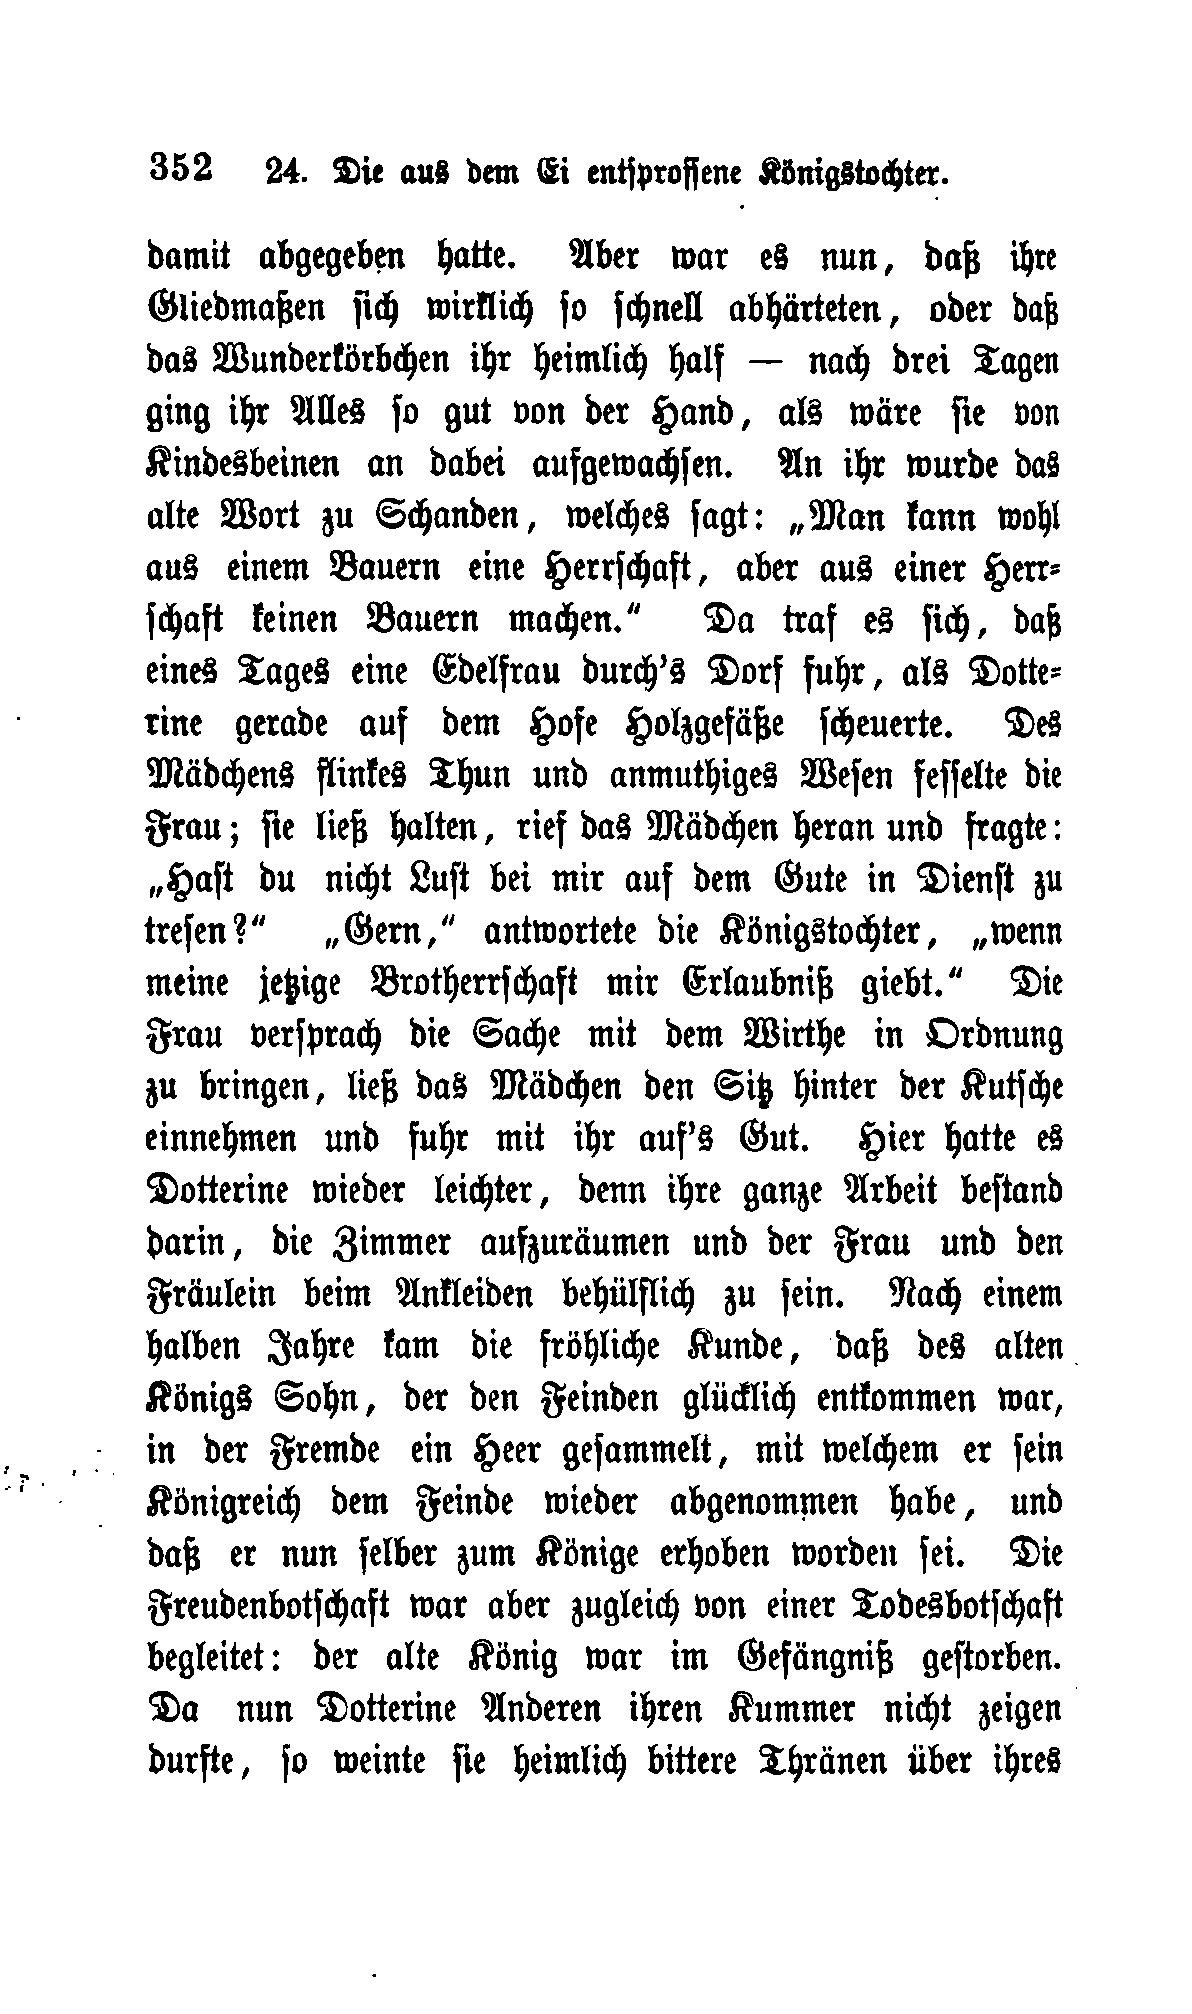 352 24. Die aus dem Ei entsprossene Königstochter.
damit abgegeben hatte. Aber war es nun, daß ihre
Gliedmaßen sich wirklich so schnell abhärteten, oder daß
das Wunderkörbchen ihr heimlich half — nach drei Tagen
ging ihr Alles so gut von der Hand, als wäre sie von
Kindesbeinen an dabei aufgewachsen. An ihr wurde das
alte Wort zu Schanden, welches sagt: „Man kann wohl
aus einem Bauern eine Herrschaft, aber aus einer Herr-
schaft keinen Bauern machen.“ Da traf es sich, daß
eines Tages eine Edelfrau durch's Dorf fuhr, als Dotte-
rine gerade auf dem Hofe Holzgefäße scheuerte. Des
Mädchens flinkes Thun und anmuthiges Wesen fesselte die
Frau; sie ließ halten, rief das Mädchen heran und fragte:
„Hast du nicht Lust bei mir auf dem Gute in Dienst zu
tresen?“ „Gern,“ antwortete die Königstochter, „wenn
meine jetzige Brotherrschaft mir Erlaubniß giebt.“ Die
Frau versprach die Sache mit dem Wirthe in Ordnung
zu bringen, ließ das Mädchen den Sitz hinter der Kutsche
einnehmen und fuhr mit ihr auf's Gut. Hier hatte es
Dotterine wieder leichter, denn ihre ganze Arbeit bestand
darin, die Zimmer aufzuräumen und der Frau und den
Fräulein beim Ankleiden behülflich zu sein. Nach einem
halben Jahre kam die fröhliche Kunde, daß des alten
Königs Sohn, der den Feinden glücklich entkommen war,
in der Fremde ein Heer gesammelt, mit welchem er sein
Königreich dem Feinde wieder abgenommen habe, und
daß er nun selber zum Könige erhoben worden sei. Die
Freudenbotschaft war aber zugleich von einer Todesbotschaft
begleitet: der alte König war im Gefängniß gestorben.
Da nun Dotterine Anderen ihren Kummer nicht zeigen
durfte, so weinte sie heimlich bittere Thränen über ihres